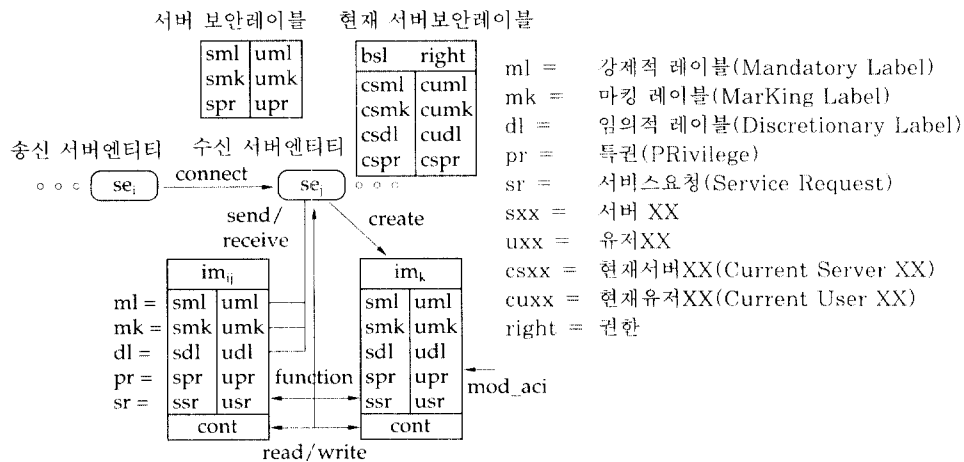 서버 보안레이블
현재 서버보안레이블
sml uml
smk umk
spr upr
bsl right
csml cuml
csmk cumk
csdl cudl
cspr cspr
ml = 강제적 레이블(Mandatory Label)
mk = 마킹 레이블(MarKing Label)
dl = 임의적 레이블(Discretionary Label)
pr = 특권(PRivilege)
sr = 서비스요청(Service Request)
sxx = 서버 XX
uxx = 유저XX
csxx = 현재서버XX(Current Server XX)
cuxx = 현재유저XX(Current User XX)
right = 권한
송신 서버엔티티
수신 서버엔티티
se_i
connect
se_j
send/
receive
create
im_ij
ml = sml uml
mk = smk umk
dl = sdl udl
pr = spr upr
sr = ssr usr
cont
function
read/write
im_k
sml uml
smk umk
sdl udl
spr upr
ssr usr
cont
mod_aci